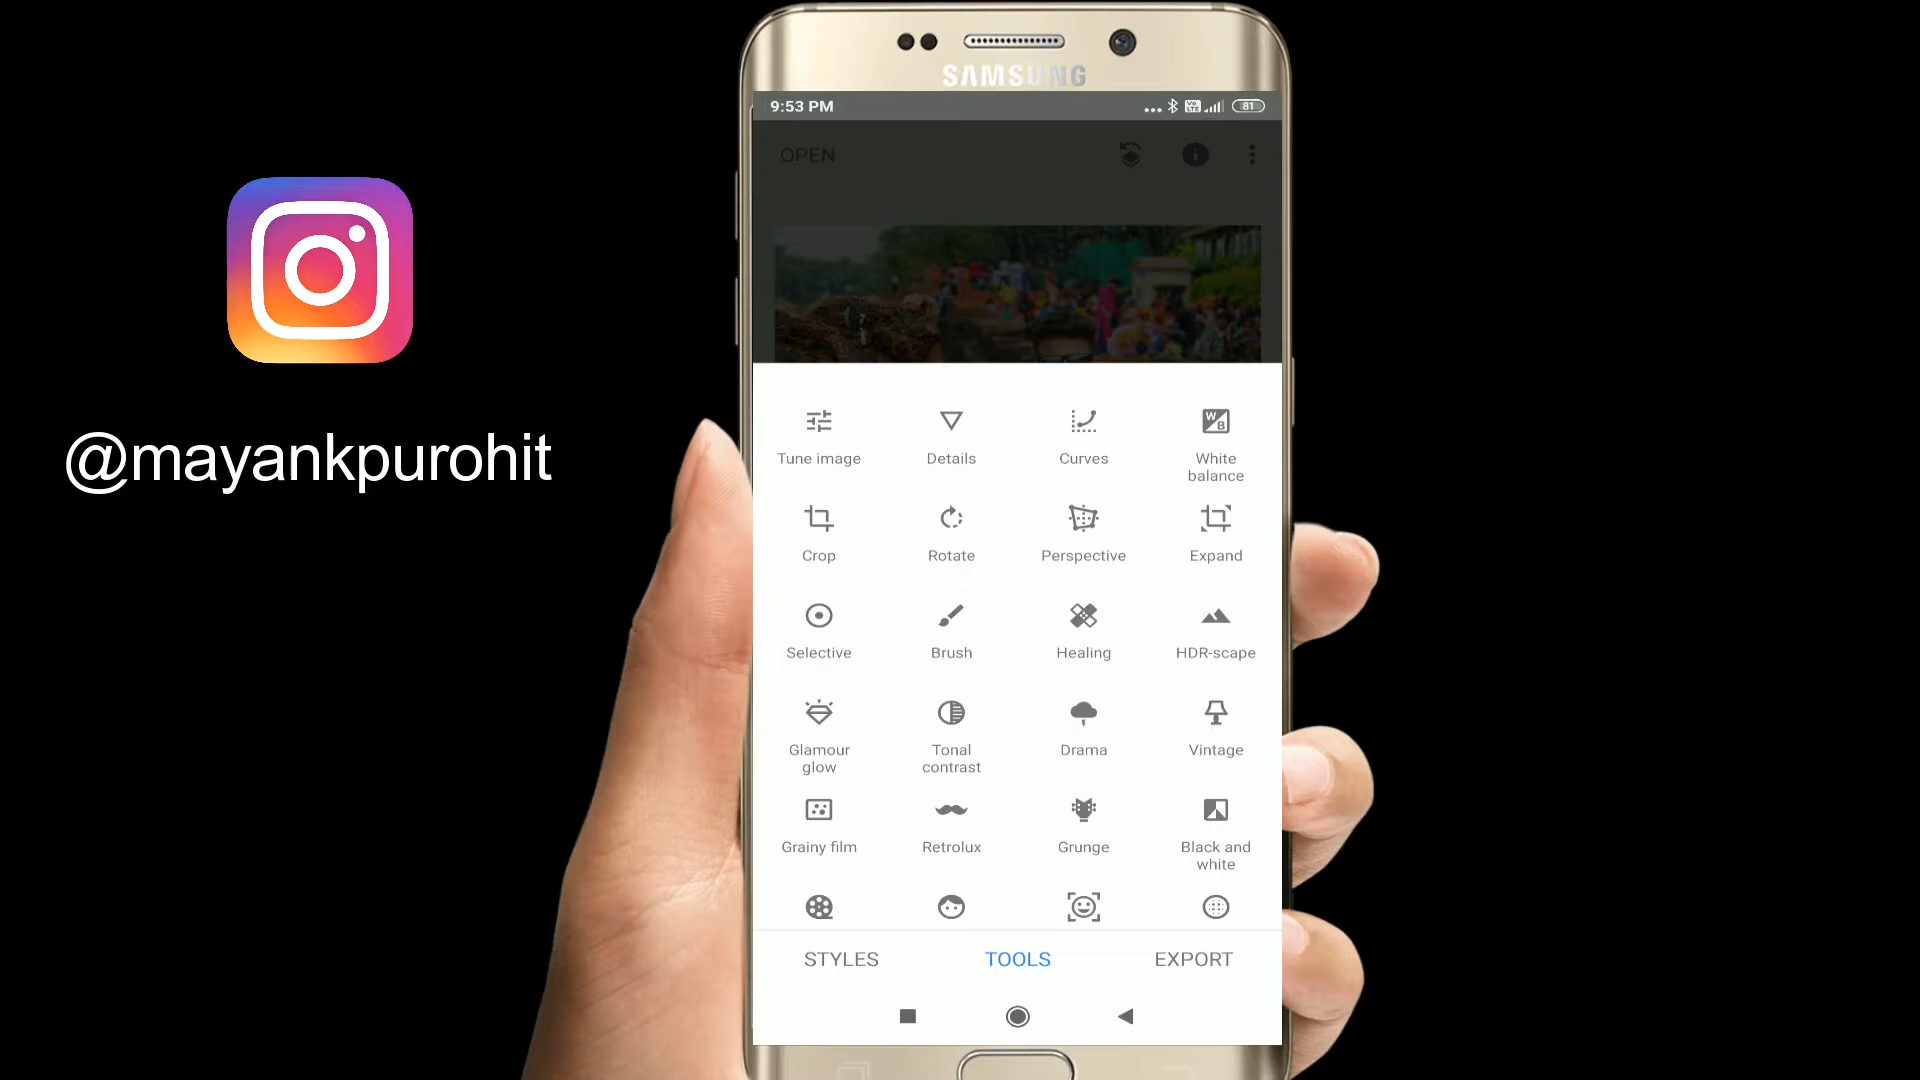 SAMSUNG
9:53 PM
81
OPEN
@mayankpurohit
Tune image
Details
Curves
White
balance
Crop
Rotate
Perspective
Expand
Selective
Brush
Healing
HDR-scape
Glamour
glow
Tonal
contrast
Drama
Vintage
Grainy film
Retrolux
Grunge
Black and
white
STYLES
TOOLS
EXPORT